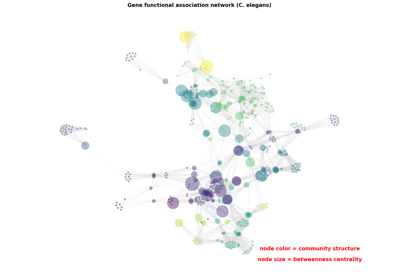 Gene functional association network (C. elegans)
node color = community structure
node size = betweenness centrality